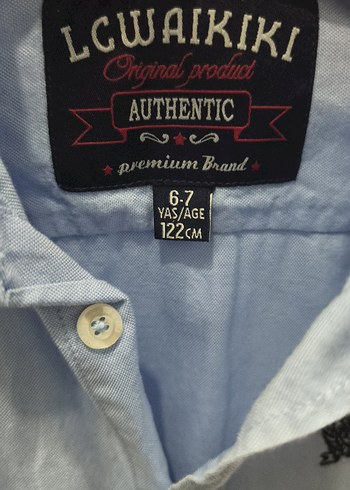 LCWAIKIKI
Original product
AUTHENTIC
premium Brand
6-7
YAŞ/AGE
122CM